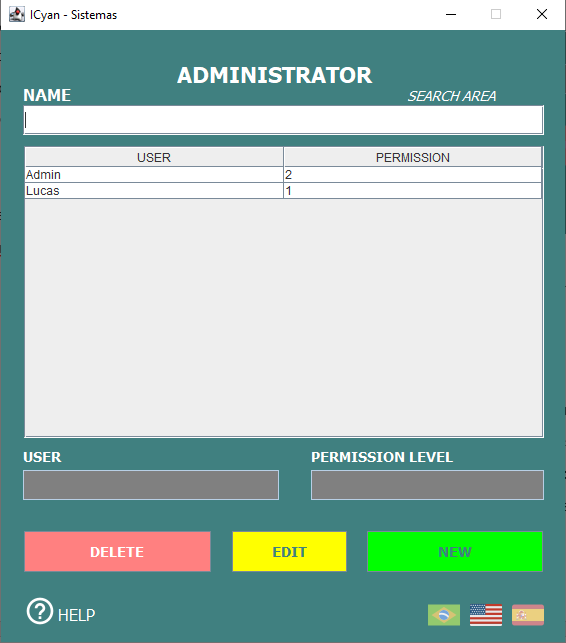 ICyan - Sistemas
ADMINISTRATOR
NAME
SEARCH AREA
USER PERMISSION
Admin 2
Lucas 1
USER PERMISSION LEVEL
DELETE EDIT NEW
HELP